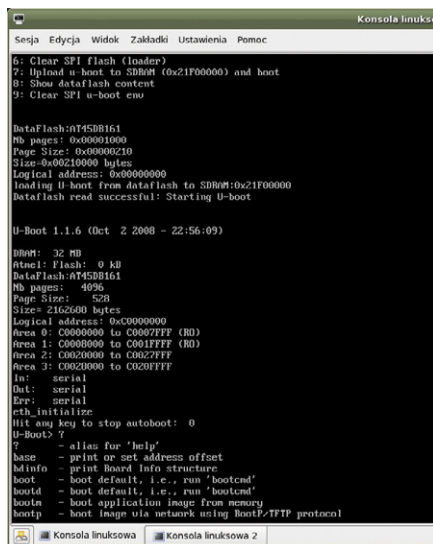 Konsola linukso
Sesja Edycja Widok Zakładki Ustawienia Pomoc
6: Clear SPI flash (loader)
7: Upload u-boot to SDRAM (0x21F00000) and boot
8: Show dataflash content
9: Clear SPI u-boot env
DataFlash:AT45DB161
Nb pages: 0x00001000
Page Size: 0x00000210
Size=0x00210000 bytes
Logical address: 0x00000000
loading U-boot from dataflash to SDRAM:0x21F00000
Dataflash read successful: Starting U-boot
U-Boot 1.1.6 (Oct 2 2008 - 22:56:09)
DRAM: 32 MB
Atmel: Flash: 0 kB
DataFlash:AT45DB161
Nb pages: 4096
Page Size: 528
Size= 2162688 bytes
Logical address: 0xC0000000
Area 0: C0000000 to C0007FFF (RO)
Area 1: C0008000 to C001FFFF (RO)
Area 2: C0020000 to C0027FFF
Area 3: C0028000 to C020FFFF
In: serial
Out: serial
Err: serial
eth_initialize
Hit any key to stop autoboot: 0
U-Boot> ?
? - alias for 'help'
base - print or set address offset
bdinfo - print Board Info structure
boot - boot default, i.e., run 'bootcmd'
bootd - boot default, i.e., run 'bootcmd'
bootm - boot application image from memory
bootp - boot image via network using BootP/TFTP protocol
Konsola linuksowa Konsola linuksowa 2